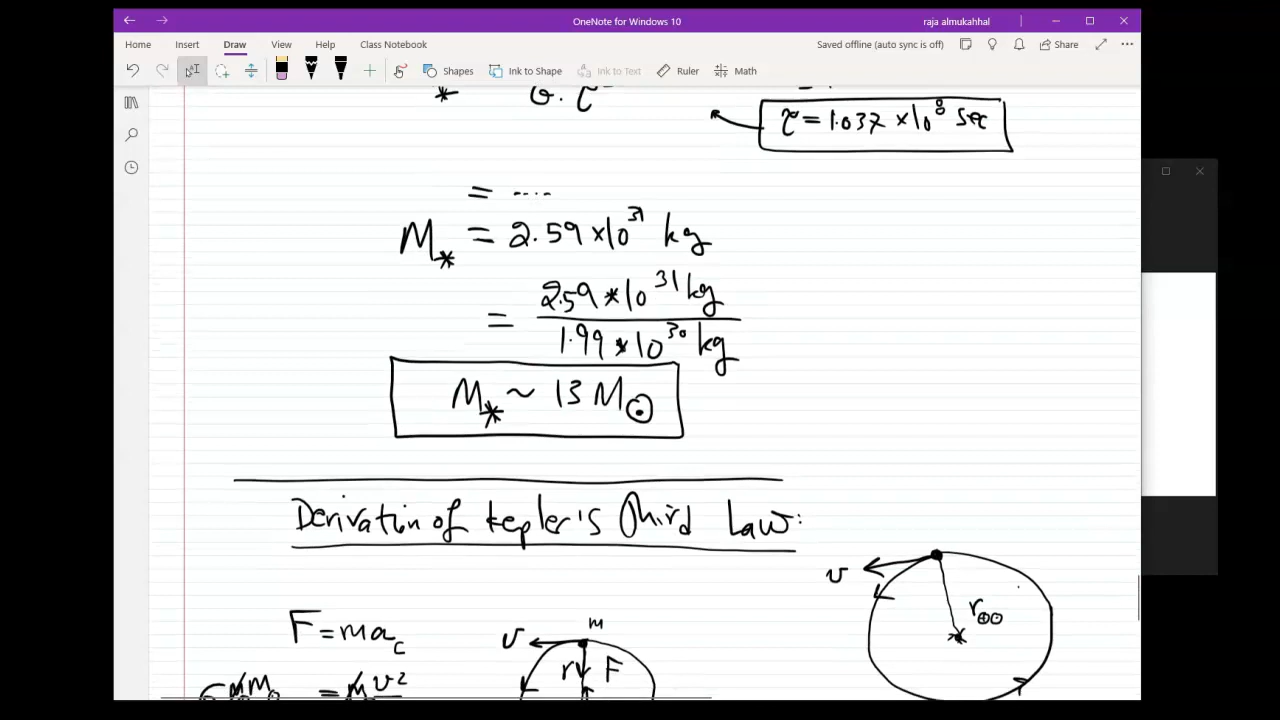 OneNote for Windows 10
raja almukahhal
Home Insert Draw View Help Class Notebook
Saved offline (auto sync is off)
Share
Shapes Ink to Shape Ink to Text Ruler Math
* G. τ
τ = 1.037 × 10⁸ sec
= ....
M* = 2.59 × 10³¹ kg
= 2.59 * 10³¹ kg
1.99 * 10³⁰ kg
M* ~ 13 M⊙
Derivation of kepler's third Law:
v
r⊕⊙
F = ma_c
v m
r F
G m M⊙ = m v²